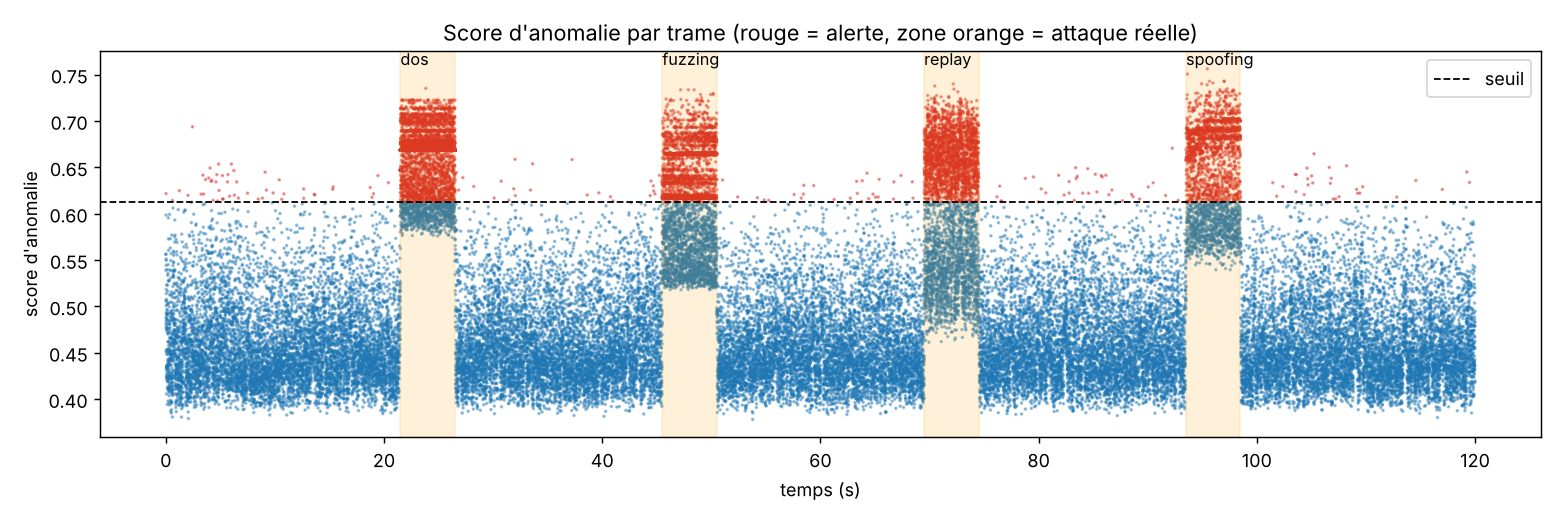 Score d'anomalie par trame (rouge = alerte, zone orange = attaque réelle)
dos
fuzzing
replay
spoofing
seuil
0.75
0.70
0.65
0.60
0.55
0.50
0.45
0.40
score d'anomalie
0 20 40 60 80 100 120
temps (s)